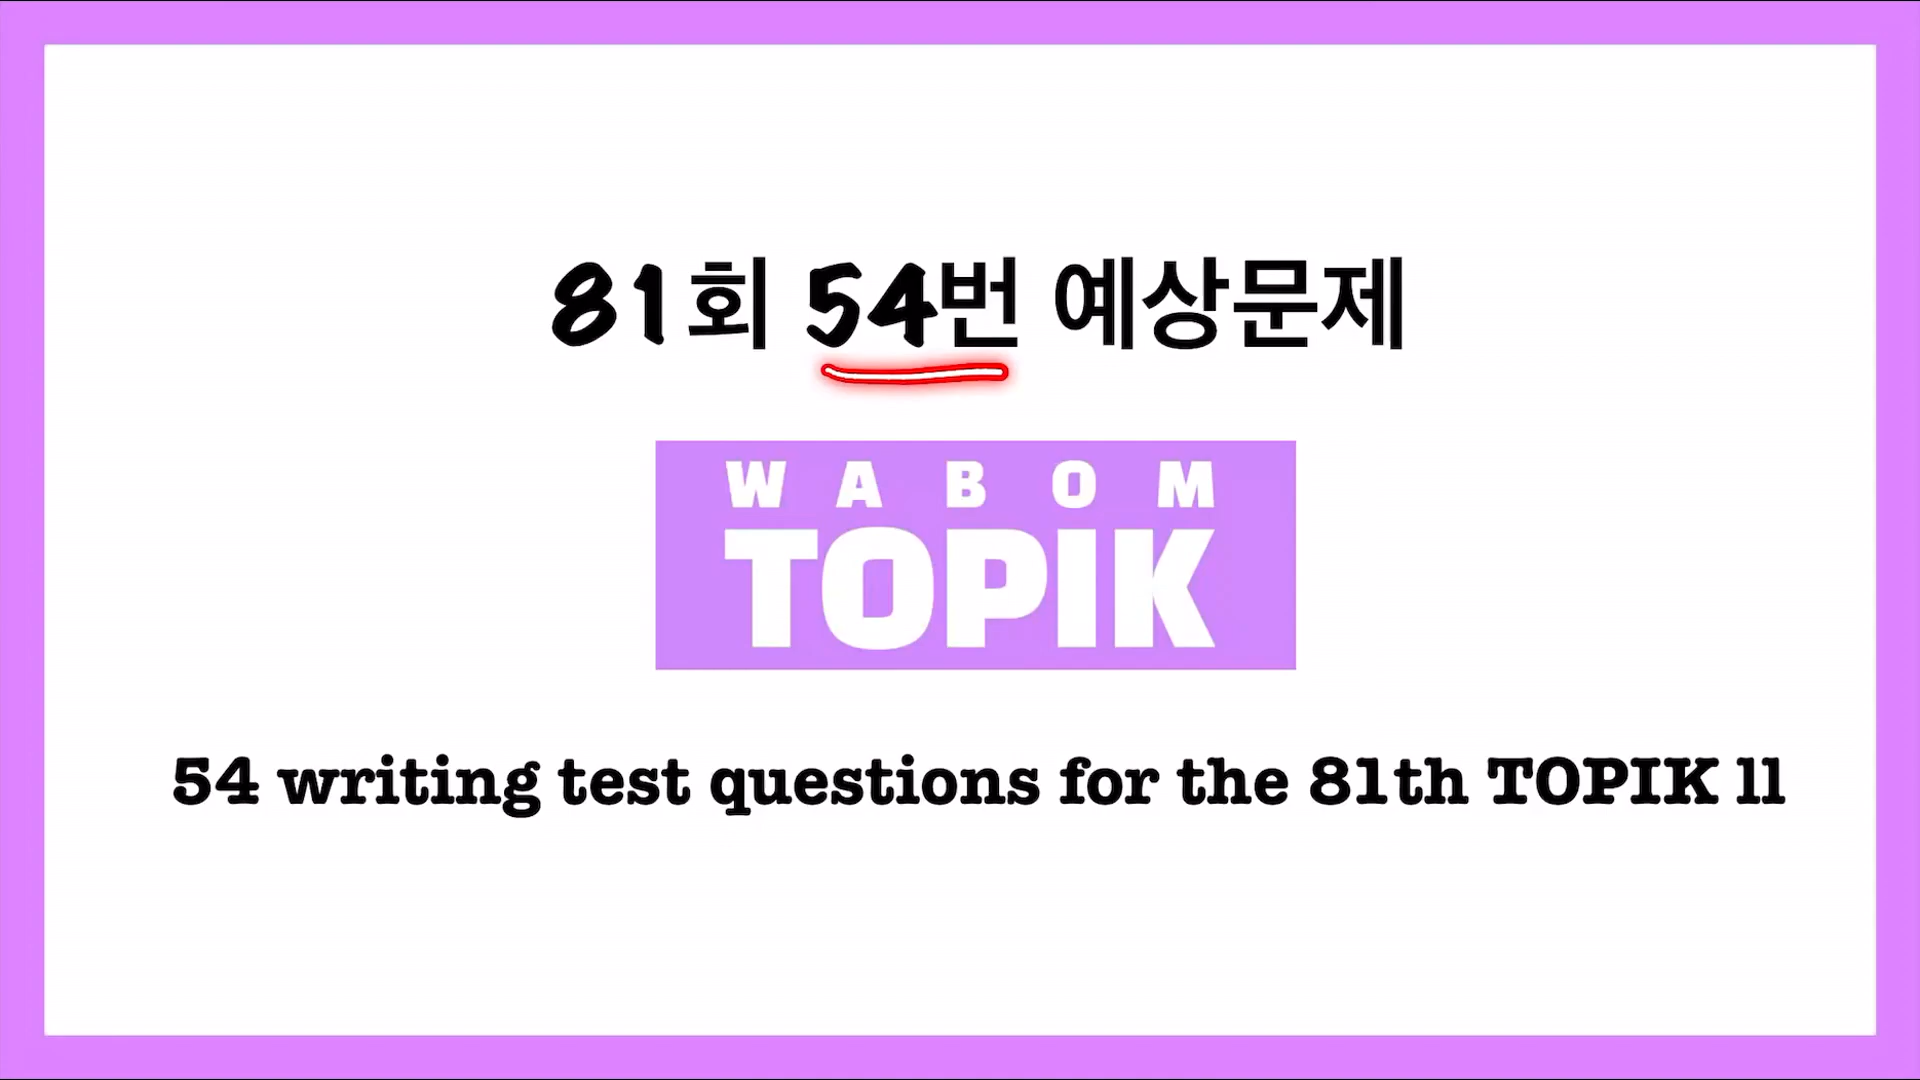 81회 54번 예상문제
WABOM
TOPIK
54 writing test questions for the 81th TOPIK ll